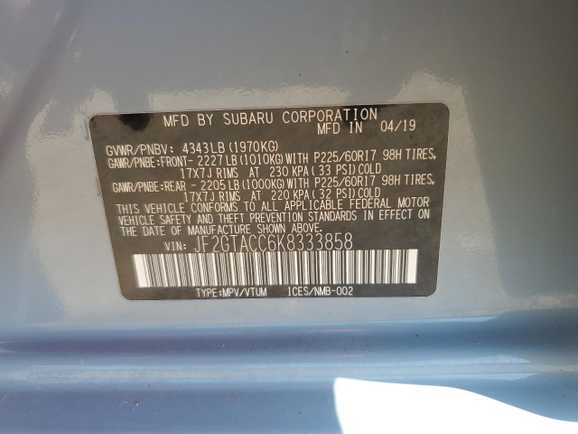 MFD BY SUBARU CORPORATION
MFD IN 04/19
GVWR/PNBV: 4343LB (1970KG)
GAWR/PNBE:FRONT- 2227LB (1010KG) WITH P225/60R17 98H TIRES,
17X7J RIMS AT 230 KPA (33 PSI) COLD
GAWR/PNBE:REAR - 2205LB (1000KG) WITH P225/60R17 98H TIRES,
17X7J RIMS AT 220 KPA (32 PSI) COLD
THIS VEHICLE CONFORMS TO ALL APPLICABLE FEDERAL MOTOR
VEHICLE SAFETY AND THEFT PREVENTION STANDARDS IN EFFECT
ON THE DATE OF MANUFACTURE SHOWN ABOVE.
VIN: JF2GTACC6K8333858
TYPE:MPV/VTUM ICES/NMB-002